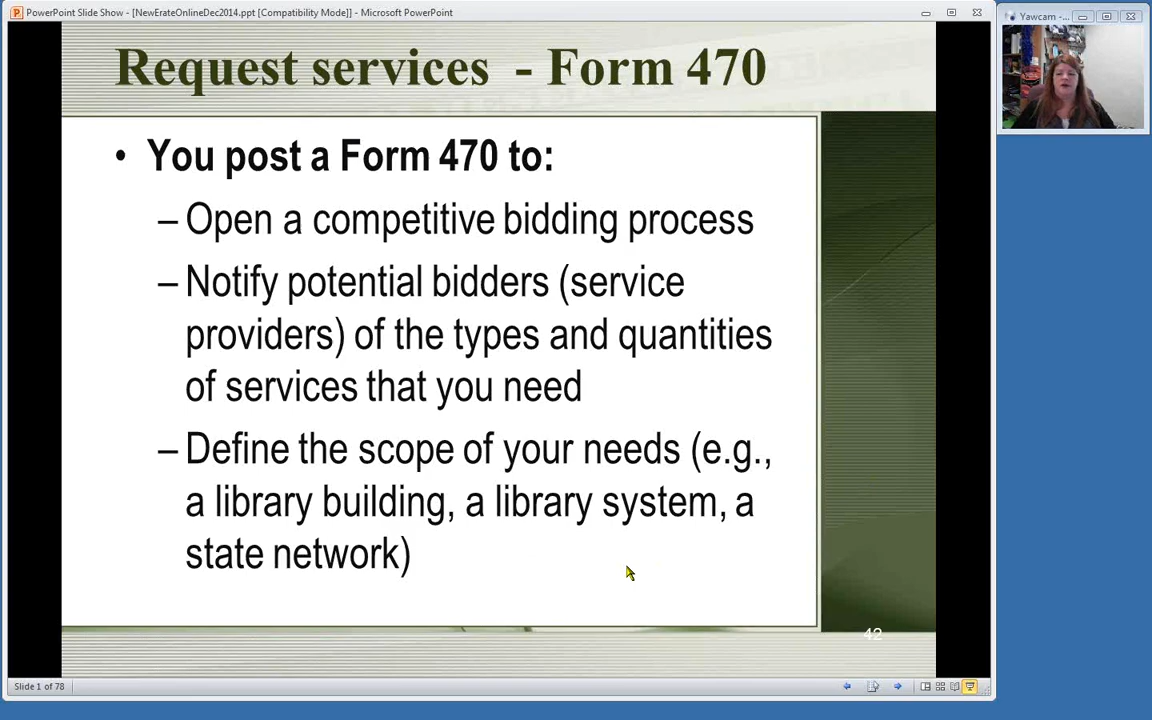 PowerPoint Slide Show - [NewErateOnlineDec2014.ppt [Compatibility Mode]] - Microsoft PowerPoint
Yawcam -...
Request services - Form 470
• You post a Form 470 to:
– Open a competitive bidding process
– Notify potential bidders (service
providers) of the types and quantities
of services that you need
– Define the scope of your needs (e.g.,
a library building, a library system, a
state network)
42
Slide 1 of 78